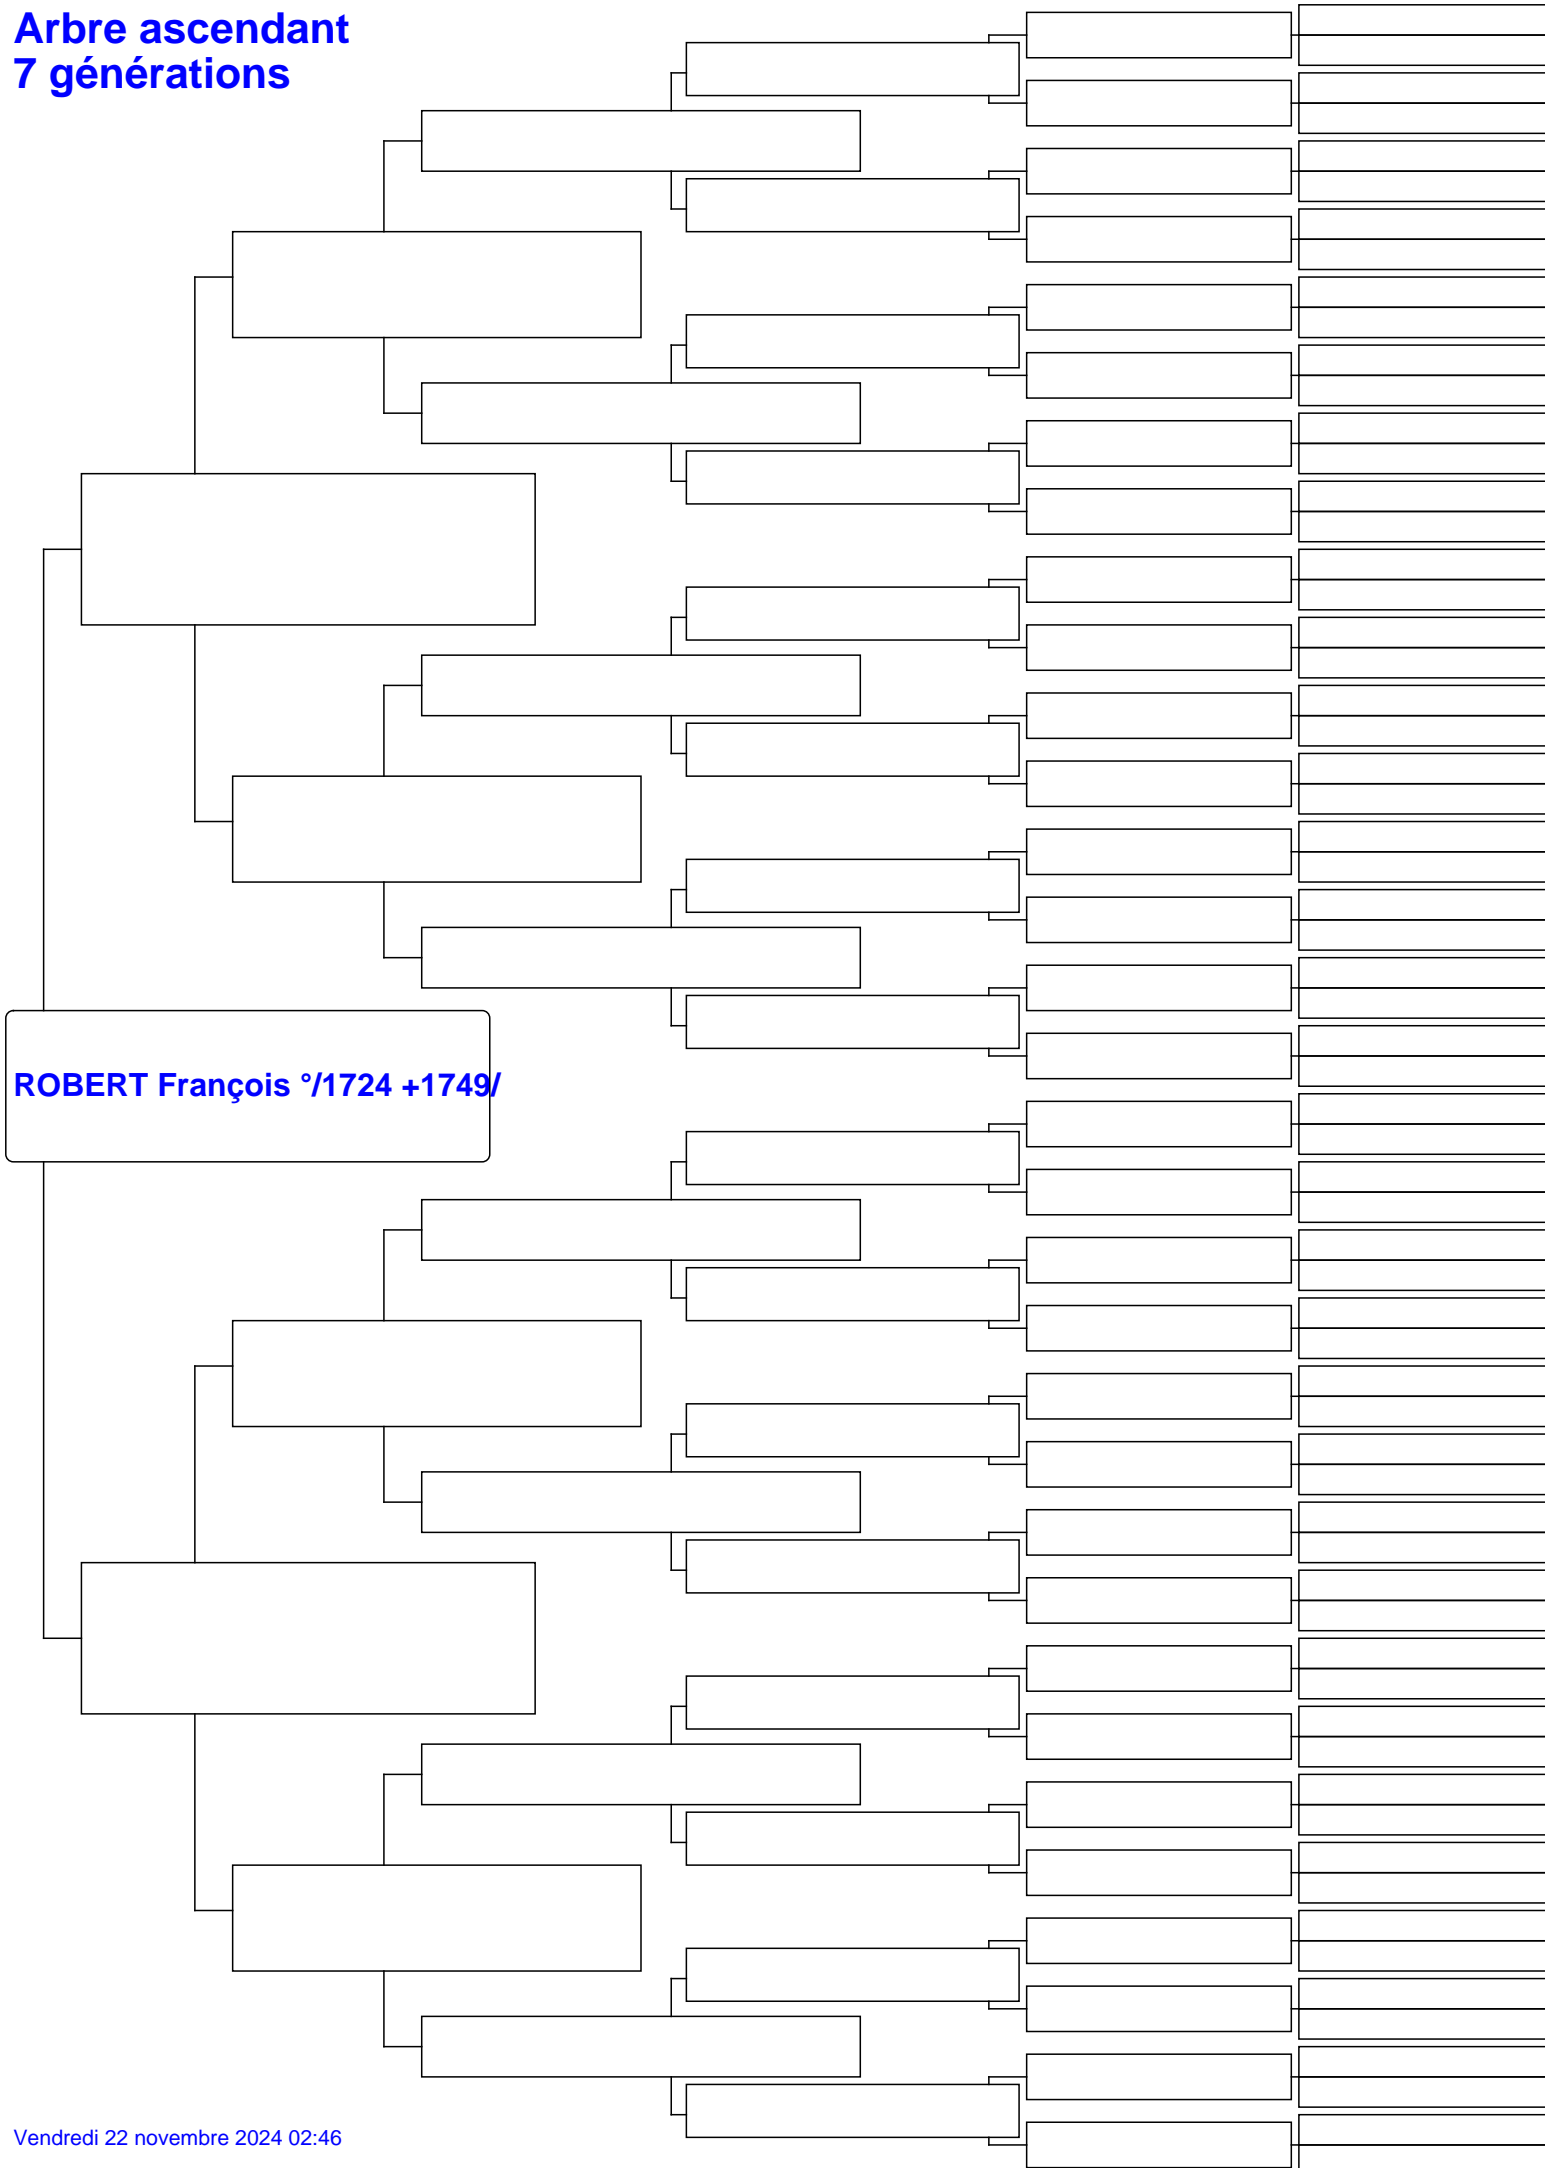 Arbre ascendant
7 générations
ROBERT François °/1724 +1749/
Vendredi 22 novembre 2024 02:46